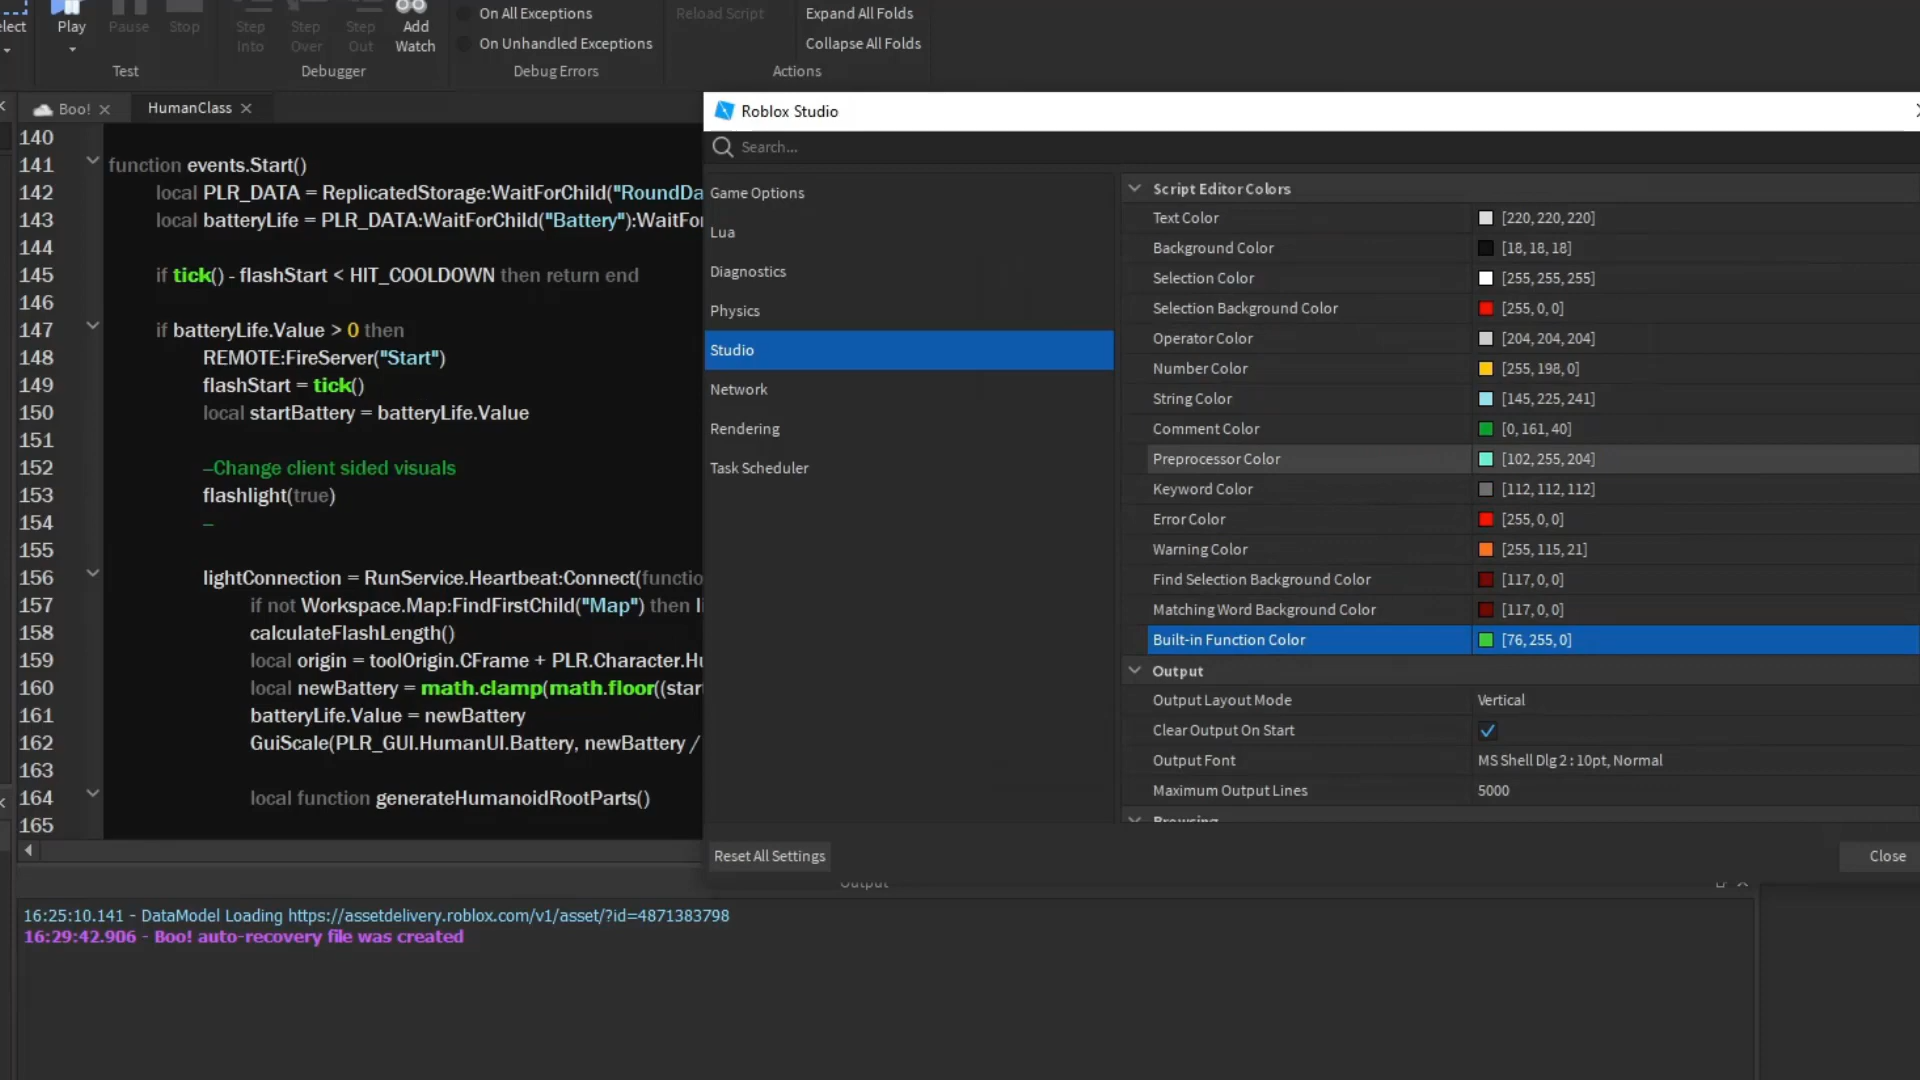 elect
Play
Pause
Stop
Test
Step Into
Step Over
Step Out
Add Watch
Debugger
On All Exceptions
On Unhandled Exceptions
Debug Errors
Reload Script
Expand All Folds
Collapse All Folds
Actions
Boo!
HumanClass
140
141 function events.Start()
142 local PLR_DATA = ReplicatedStorage:WaitForChild("RoundDa
143 local batteryLife = PLR_DATA:WaitForChild("Battery"):WaitFor
144
145 if tick() - flashStart < HIT_COOLDOWN then return end
146
147 if batteryLife.Value > 0 then
148 REMOTE:FireServer("Start")
149 flashStart = tick()
150 local startBattery = batteryLife.Value
151
152 --Change client sided visuals
153 flashlight(true)
154 --
155
156 lightConnection = RunService.Heartbeat:Connect(functio
157 if not Workspace.Map:FindFirstChild("Map") then li
158 calculateFlashLength()
159 local origin = toolOrigin.CFrame + PLR.Character.Hu
160 local newBattery = math.clamp(math.floor((star
161 batteryLife.Value = newBattery
162 GuiScale(PLR_GUI.HumanUI.Battery, newBattery /
163
164 local function generateHumanoidRootParts()
165
Roblox Studio
Search...
Game Options
Lua
Diagnostics
Physics
Studio
Network
Rendering
Task Scheduler
Script Editor Colors
Text Color [220, 220, 220]
Background Color [18, 18, 18]
Selection Color [255, 255, 255]
Selection Background Color [255, 0, 0]
Operator Color [204, 204, 204]
Number Color [255, 198, 0]
String Color [145, 225, 241]
Comment Color [0, 161, 40]
Preprocessor Color [102, 255, 204]
Keyword Color [112, 112, 112]
Error Color [255, 0, 0]
Warning Color [255, 115, 21]
Find Selection Background Color [117, 0, 0]
Matching Word Background Color [117, 0, 0]
Built-in Function Color [76, 255, 0]
Output
Output Layout Mode Vertical
Clear Output On Start
Output Font MS Shell Dlg 2 : 10pt, Normal
Maximum Output Lines 5000
Browsing
Reset All Settings
Close
Output
16:25:10.141 - DataModel Loading https://assetdelivery.roblox.com/v1/asset/?id=4871383798
16:29:42.906 - Boo! auto-recovery file was created